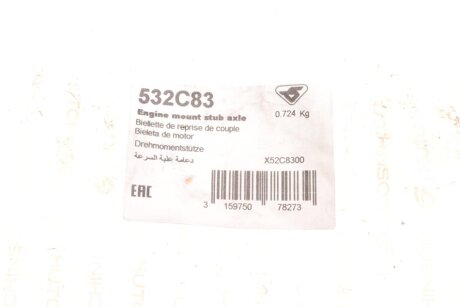 532C83
0.724 Kg
Engine mount stub axle
Biellette de reprise de couple
Bieleta de motor
Drehmomentstütze
دعامة علبة السرعة
X52C8300
EAC
3 159750 78273